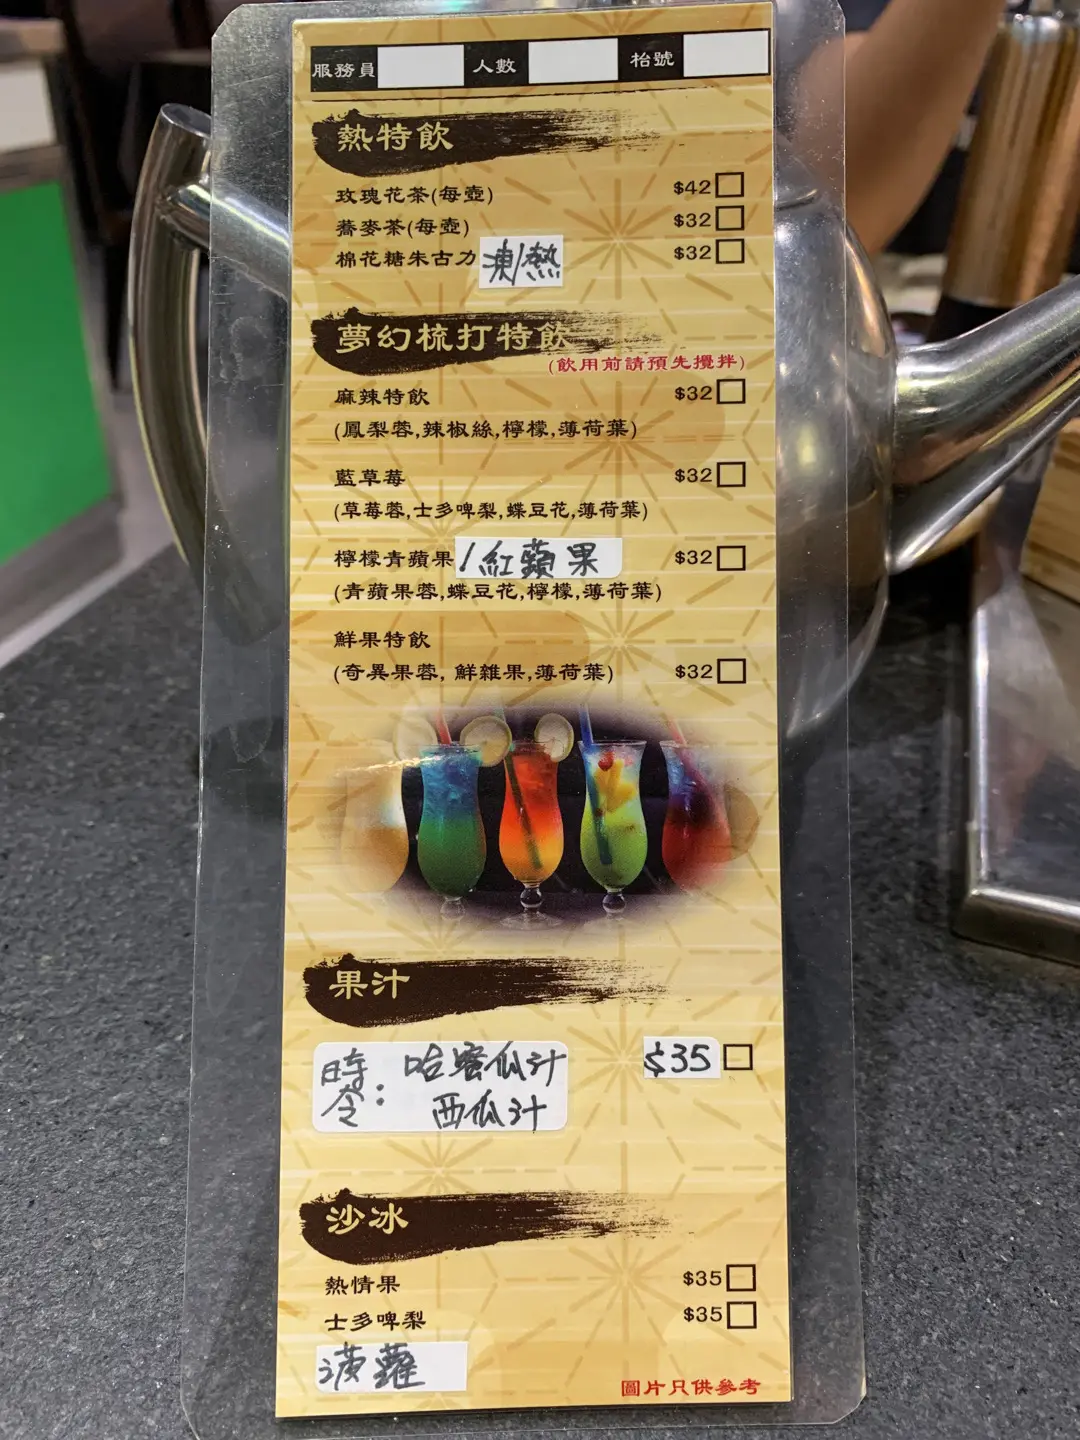 服務員 人數 枱號
熱特飲
玫瑰花茶(每壺) $42
蕎麥茶(每壺) $32
棉花糖朱古力 凍/熱 $32
夢幻梳打特飲
(飲用前請預先攪拌)
麻辣特飲 $32
(鳳梨蓉,辣椒絲,檸檬,薄荷葉)
藍草莓 $32
(草莓蓉,士多啤梨,蝶豆花,薄荷葉)
檸檬青蘋果/紅蘋果 $32
(青蘋果蓉,蝶豆花,檸檬,薄荷葉)
鮮果特飲
(奇異果蓉, 鮮雜果,薄荷葉) $32
果汁
時令: 哈蜜瓜汁 $35
西瓜汁
沙冰
熱情果 $35
士多啤梨 $35
菠蘿
圖片只供參考